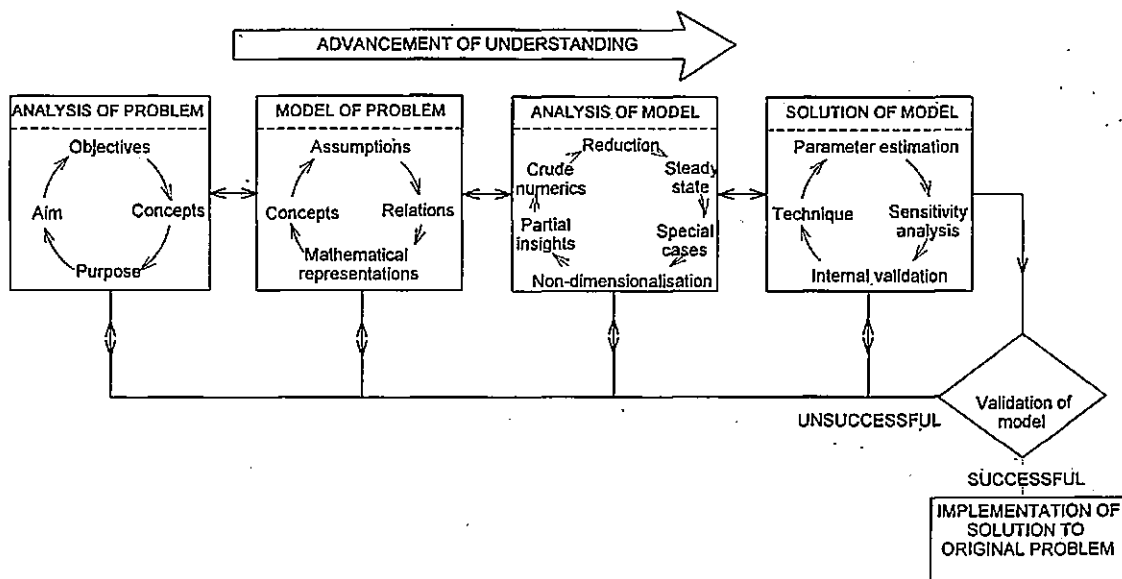 ADVANCEMENT OF UNDERSTANDING
ANALYSIS OF PROBLEM
Objectives
Aim
Concepts
Purpose
MODEL OF PROBLEM
Assumptions
Concepts
Relations
Mathematical
representations
ANALYSIS OF MODEL
Reduction
Crude
numerics
Steady
state
Partial
insights
Special
cases
Non-dimensionalisation
SOLUTION OF MODEL
Parameter estimation
Technique
Sensitivity
analysis
Internal validation
UNSUCCESSFUL
Validation of
model
SUCCESSFUL
IMPLEMENTATION OF
SOLUTION TO
ORIGINAL PROBLEM